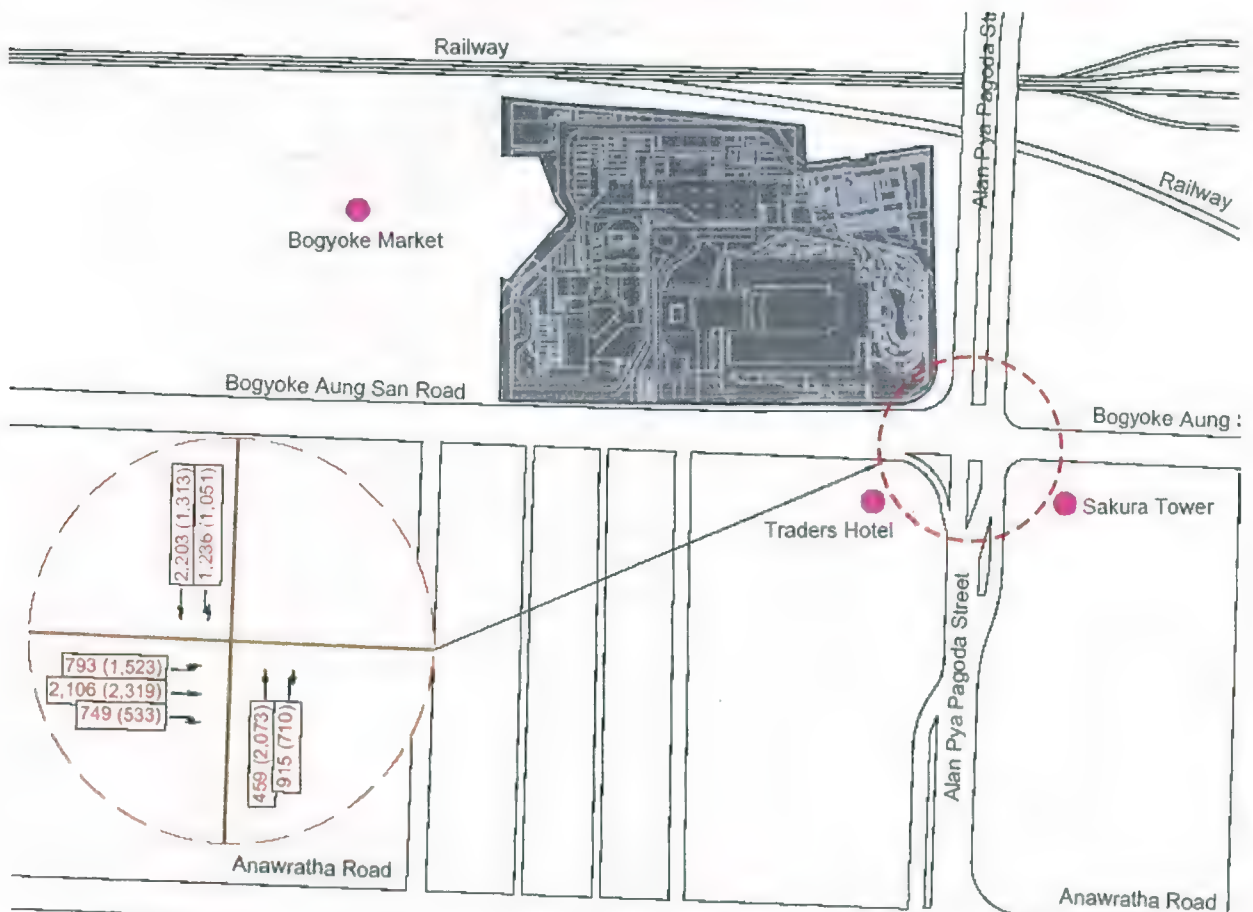 Railway
Alan Pya Pagoda St
Railway
Bogyoke Market
Bogyoke Aung San Road
Bogyoke Aung
Traders Hotel
Sakura Tower
2,203 (1,313)
1,236 (1,051)
793 (1,523)
2,106 (2,319)
749 (533)
459 (2,073)
915 (710)
Alan Pya Pagoda Street
Anawratha Road
Anawratha Road